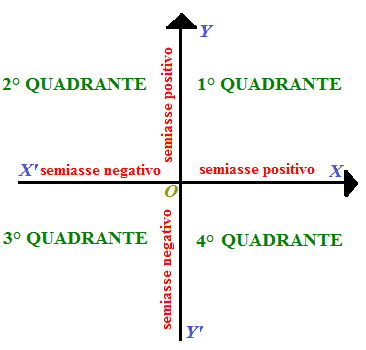 Y
2° QUADRANTE
semiasse positivo
1° QUADRANTE
X' semiasse negativo
semiasse positivo X
O
3° QUADRANTE
semiasse negativo
4° QUADRANTE
Y'